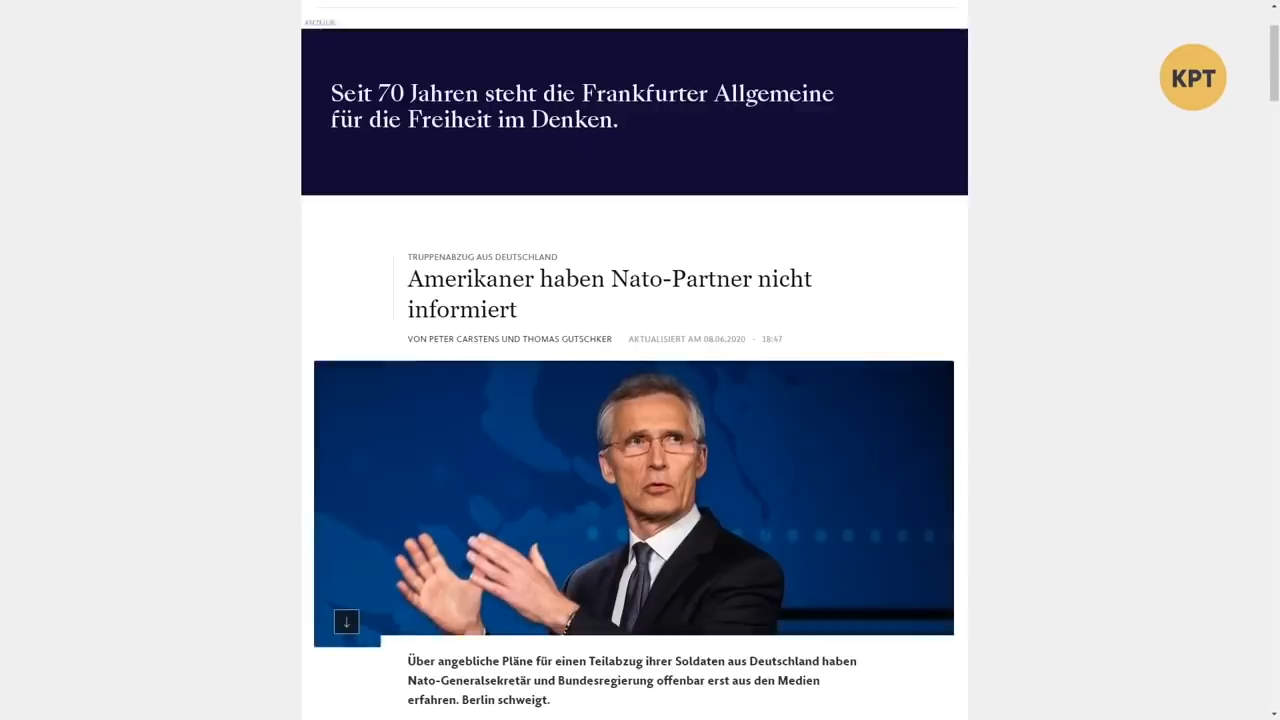 ANZEIGE
KPT
Seit 70 Jahren steht die Frankfurter Allgemeine
für die Freiheit im Denken.
TRUPPENABZUG AUS DEUTSCHLAND
Amerikaner haben Nato-Partner nicht
informiert
VON PETER CARSTENS UND THOMAS GUTSCHKER AKTUALISIERT AM 08.06.2020 - 18:47
Über angebliche Pläne für einen Teilabzug ihrer Soldaten aus Deutschland haben
Nato-Generalsekretär und Bundesregierung offenbar erst aus den Medien
erfahren. Berlin schweigt.